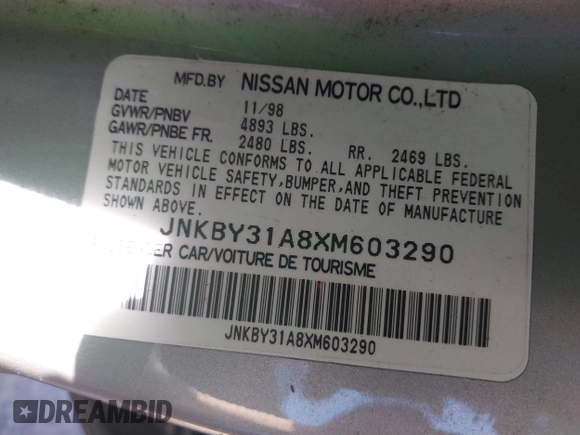 MFD.BY NISSAN MOTOR CO.,LTD
DATE 11/98
GVWR/PNBV 4893 LBS.
GAWR/PNBE FR. 2480 LBS. RR. 2469 LBS.
THIS VEHICLE CONFORMS TO ALL APPLICABLE FEDERAL
MOTOR VEHICLE SAFETY,BUMPER,AND THEFT PREVENTION
STANDARDS IN EFFECT ON THE DATE OF MANUFACTURE
SHOWN ABOVE.
JNKBY31A8XM603290
PASSENGER CAR/VOITURE DE TOURISME
JNKBY31A8XM603290
DREAMBID